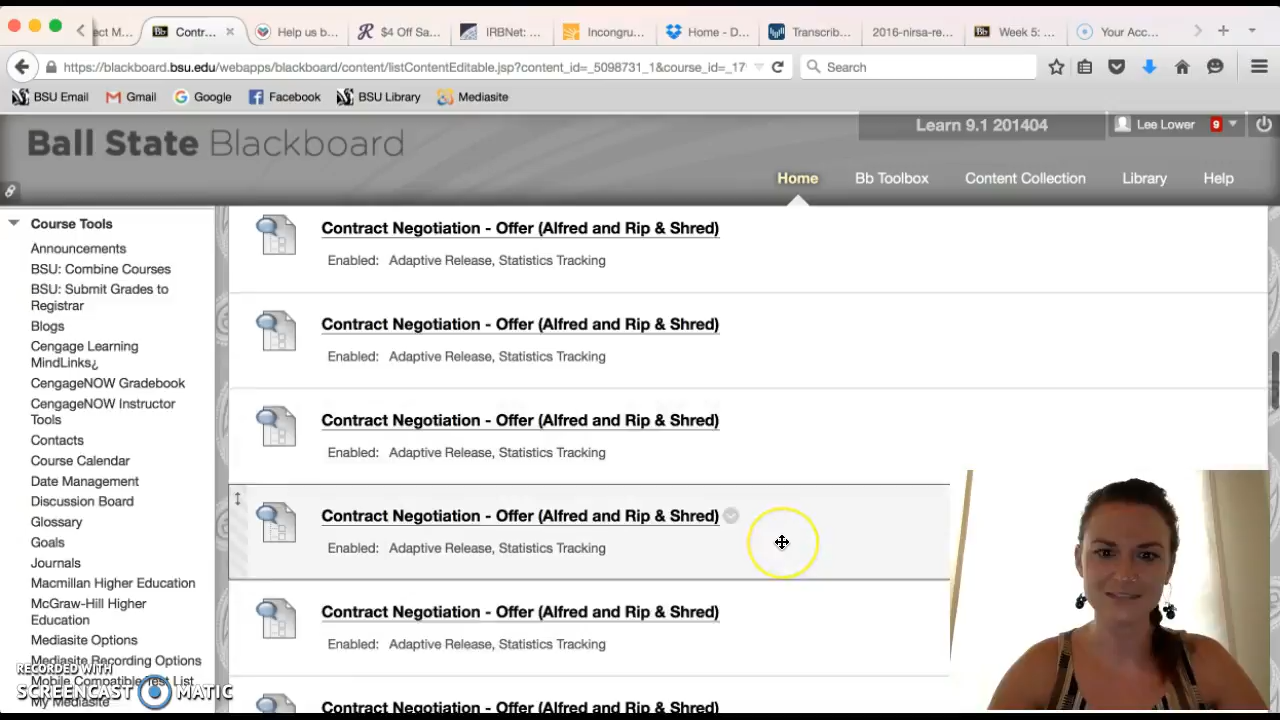 ect M...
Contr...
Help us b...
$4 Off Sa...
IRBNet: ...
Incongru...
Home - D...
Transcrib...
2016-nirsa-re...
Week 5: ...
Your Acc...
https://blackboard.bsu.edu/webapps/blackboard/content/listContentEditable.jsp?content_id=_5098731_1&course_id=_17
Search
BSU Email
Gmail
Google
Facebook
BSU Library
Mediasite
Ball State Blackboard
Learn 9.1 201404
Lee Lower 9
Home
Bb Toolbox
Content Collection
Library
Help
Course Tools
Announcements
BSU: Combine Courses
BSU: Submit Grades to
Registrar
Blogs
Cengage Learning
MindLinks¿
CengageNOW Gradebook
CengageNOW Instructor
Tools
Contacts
Course Calendar
Date Management
Discussion Board
Glossary
Goals
Journals
Macmillan Higher Education
McGraw-Hill Higher
Education
Mediasite Options
Mediasite Recording Options
Mobile Compatible Test List
My Mediasite
Contract Negotiation - Offer (Alfred and Rip & Shred)
Enabled: Adaptive Release, Statistics Tracking
Contract Negotiation - Offer (Alfred and Rip & Shred)
Enabled: Adaptive Release, Statistics Tracking
Contract Negotiation - Offer (Alfred and Rip & Shred)
Enabled: Adaptive Release, Statistics Tracking
Contract Negotiation - Offer (Alfred and Rip & Shred)
Enabled: Adaptive Release, Statistics Tracking
Contract Negotiation - Offer (Alfred and Rip & Shred)
Enabled: Adaptive Release, Statistics Tracking
Contract Negotiation - Offer (Alfred and Rip & Shred)
RECORDED WITH
SCREENCAST MATIC